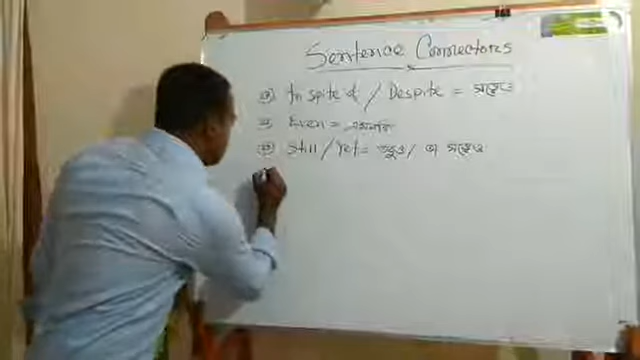 Sentence Connectors
In spite of / Despite = সত্ত্বেও
Even = এমনকি
Still / Yet = তবুও / তা সত্ত্বেও